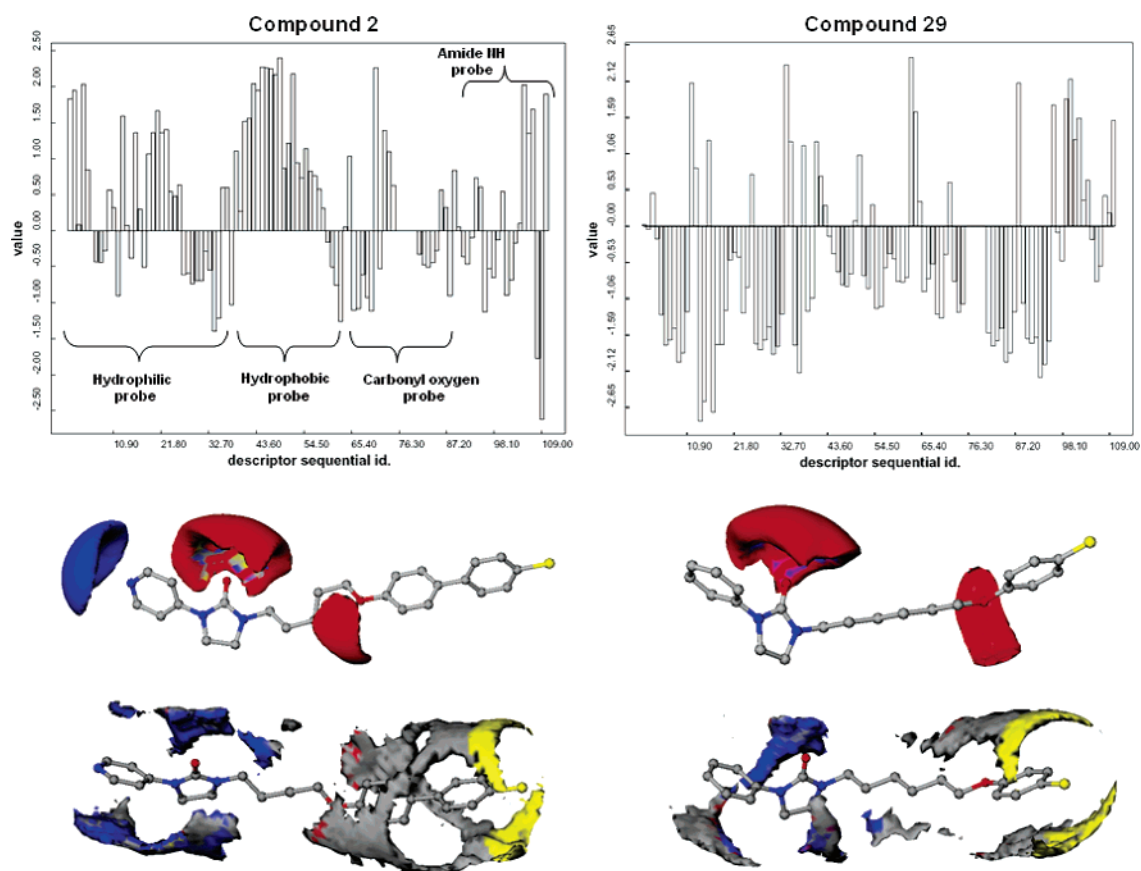 Compound 2
Compound 29
2.50
2.00
1.50
1.00
0.50
0.00
-0.50
-1.00
-1.50
-2.00
-2.50
value
Amide NH
probe
Hydrophilic
probe
Hydrophobic
probe
Carbonyl oxygen
probe
10.90 21.80 32.70 43.60 54.50 65.40 76.30 87.20 98.10 109.00
descriptor sequential id.
2.65
2.12
1.59
1.06
0.53
-0.00
-0.53
-1.06
-1.59
-2.12
-2.65
value
10.90 21.80 32.70 43.60 54.50 65.40 76.30 87.20 98.10 109.00
descriptor sequential id.